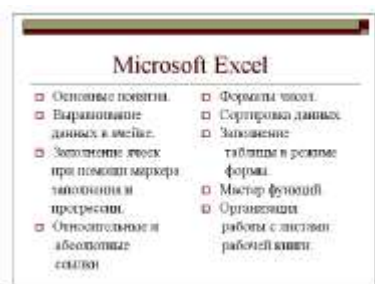 Microsoft Excel
Основные понятия.
Выравнивание
данных в ячейке.
Заполнение ячеек
при помощи маркера
заполнения и
прогрессии.
Относительные и
абсолютные
ссылки
Форматы чисел.
Сортировка данных.
Заполнение
таблицы в режиме
формы.
Мастер функций
Организация
работы с листами
рабочей книги.